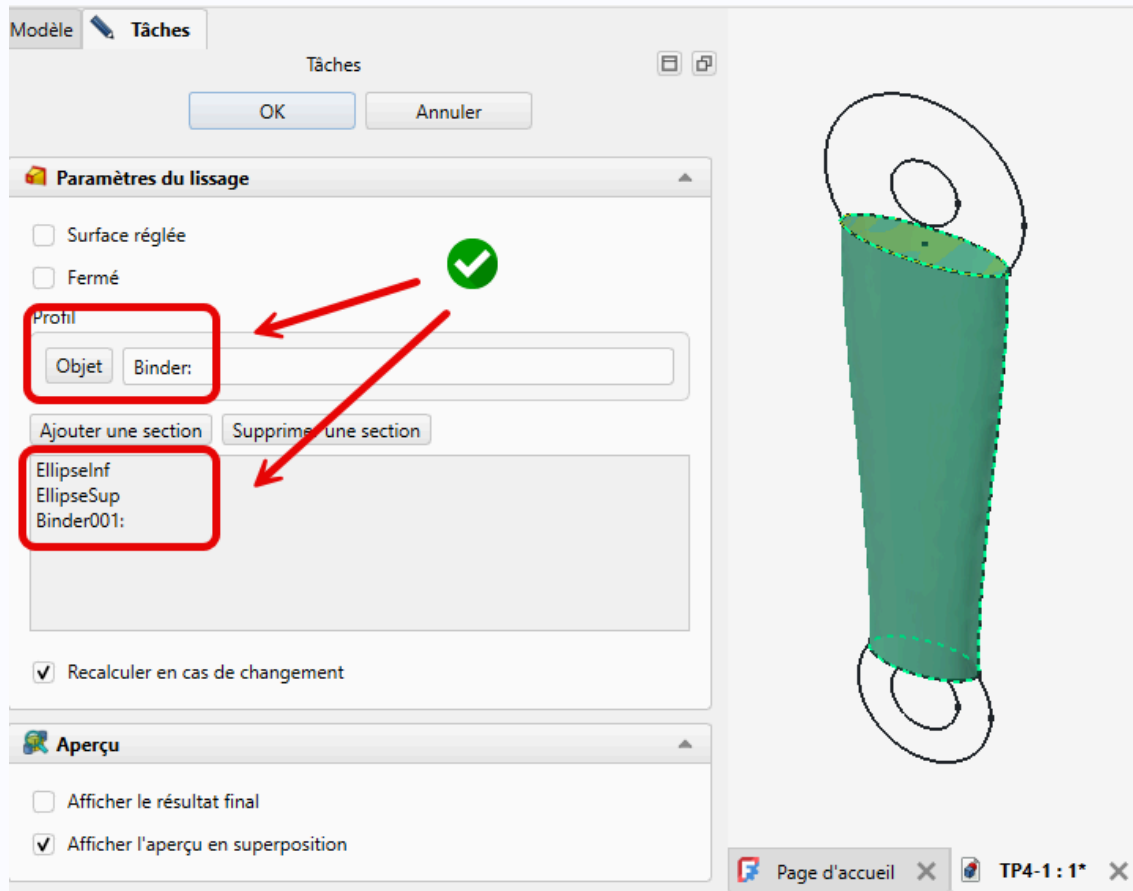 Modèle
Tâches
Tâches
OK
Annuler
Paramètres du lissage
Surface réglée
Fermé
Profil
Objet
Binder:
Ajouter une section
Supprimer une section
EllipseInf
EllipseSup
Binder001:
Recalculer en cas de changement
Aperçu
Afficher le résultat final
Afficher l'aperçu en superposition
Page d'accueil
TP4-1 : 1*